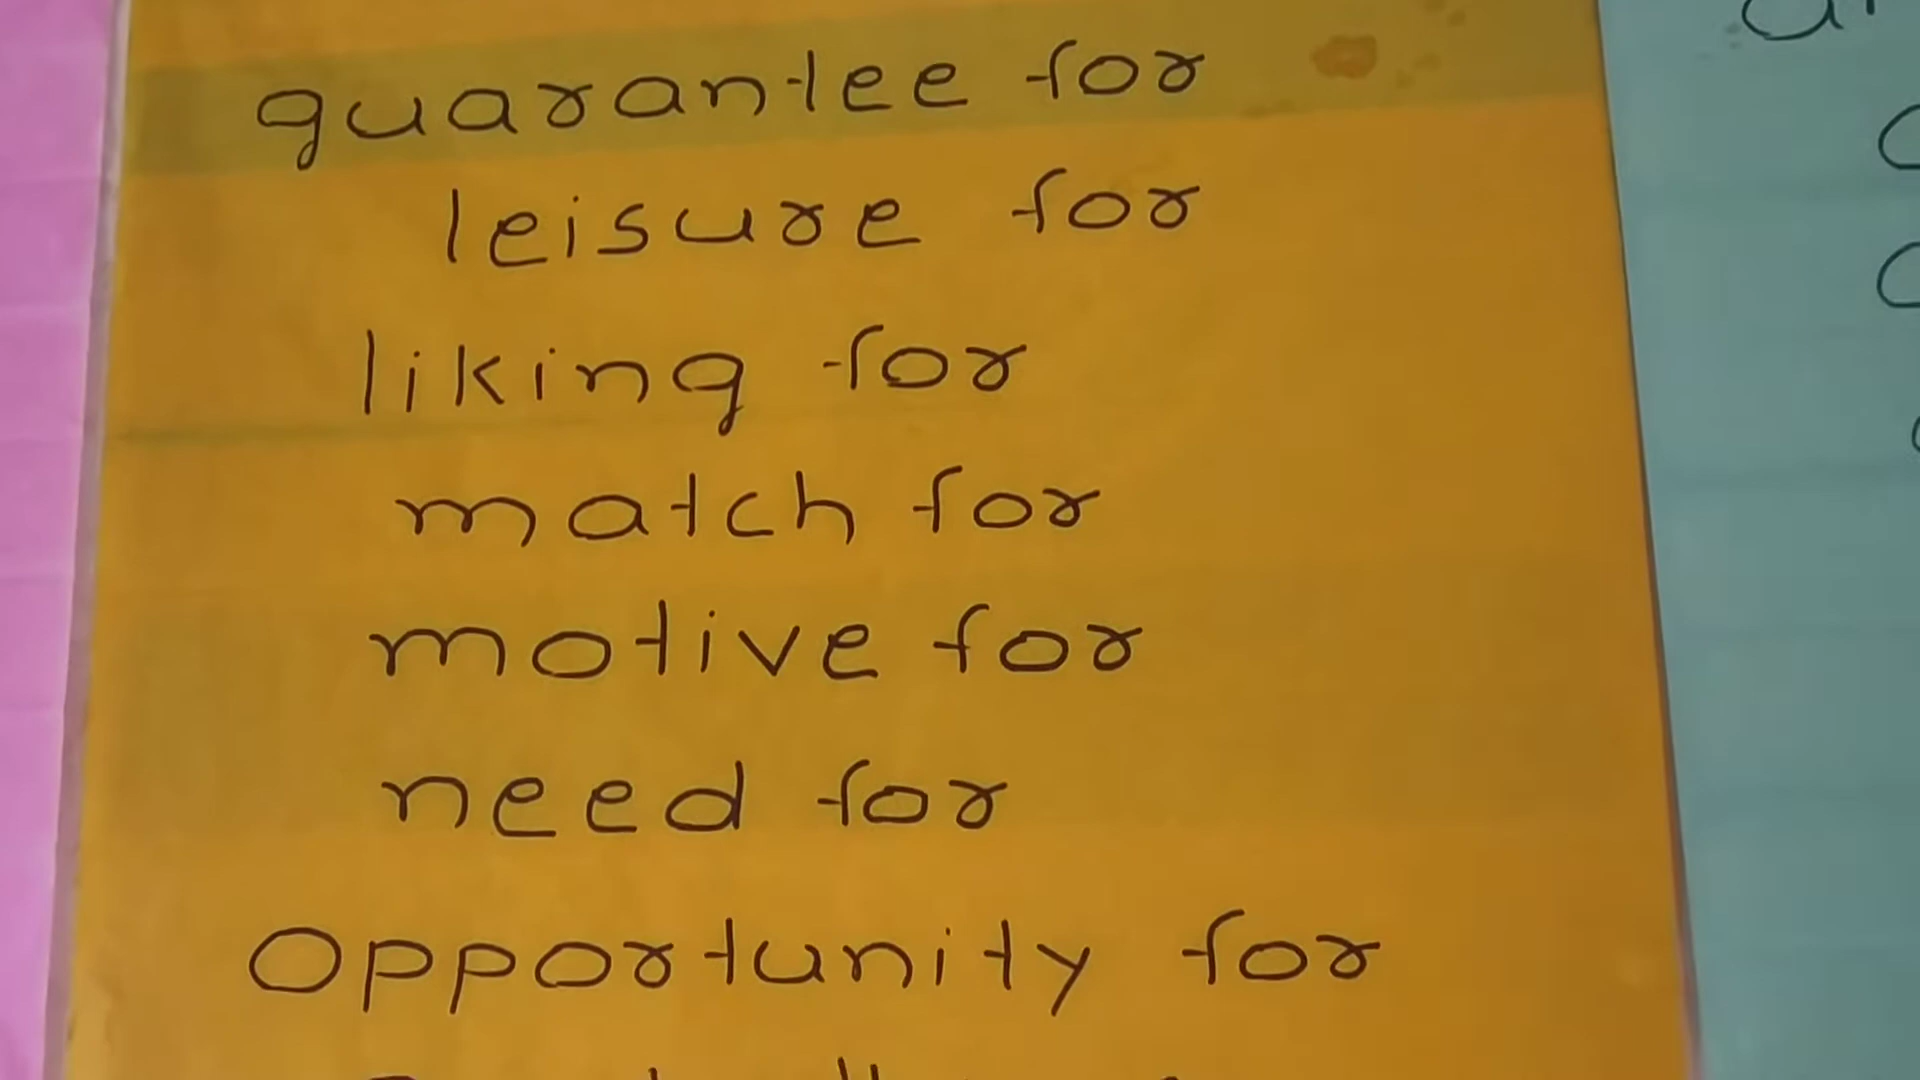 guarantee for
leisure for
liking for
match for
motive for
need for
opportunity for